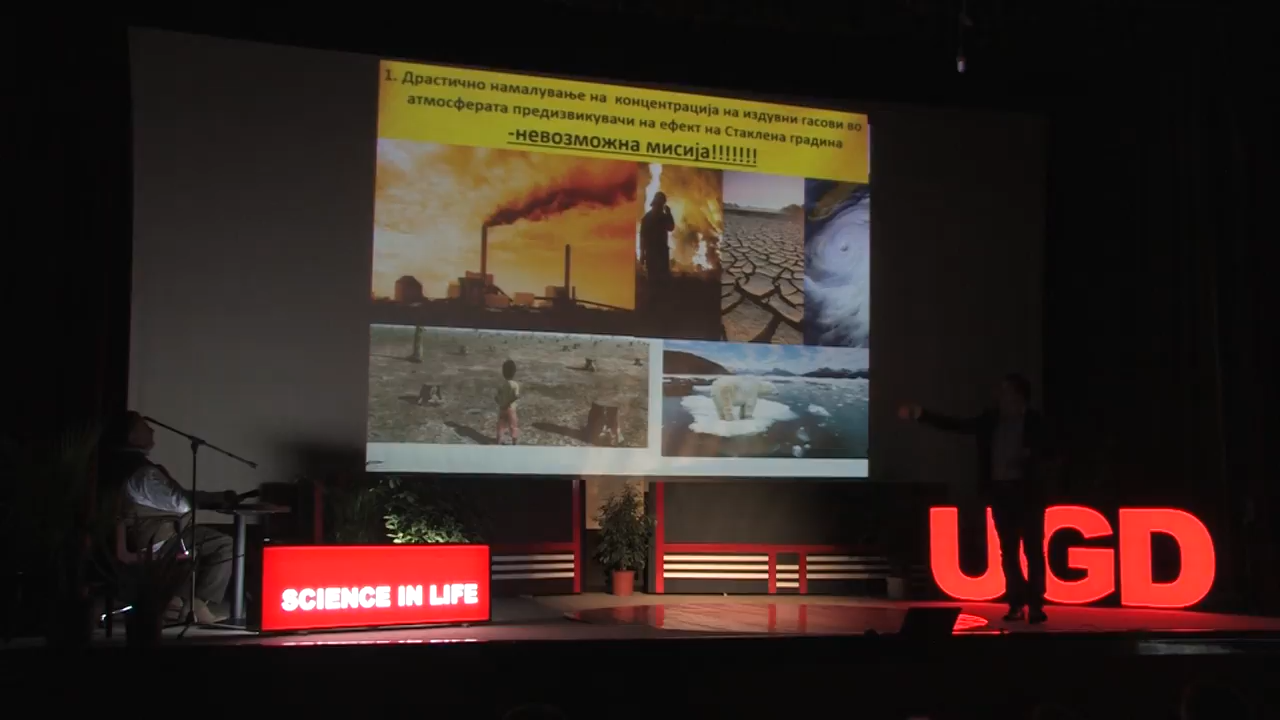 1. Драстично намалување на концентрација на издувни гасови во
атмосферата предизвикувачи на ефект на Стаклена градина
-невозможна мисија!!!!!!!
SCIENCE IN LIFE
UGD